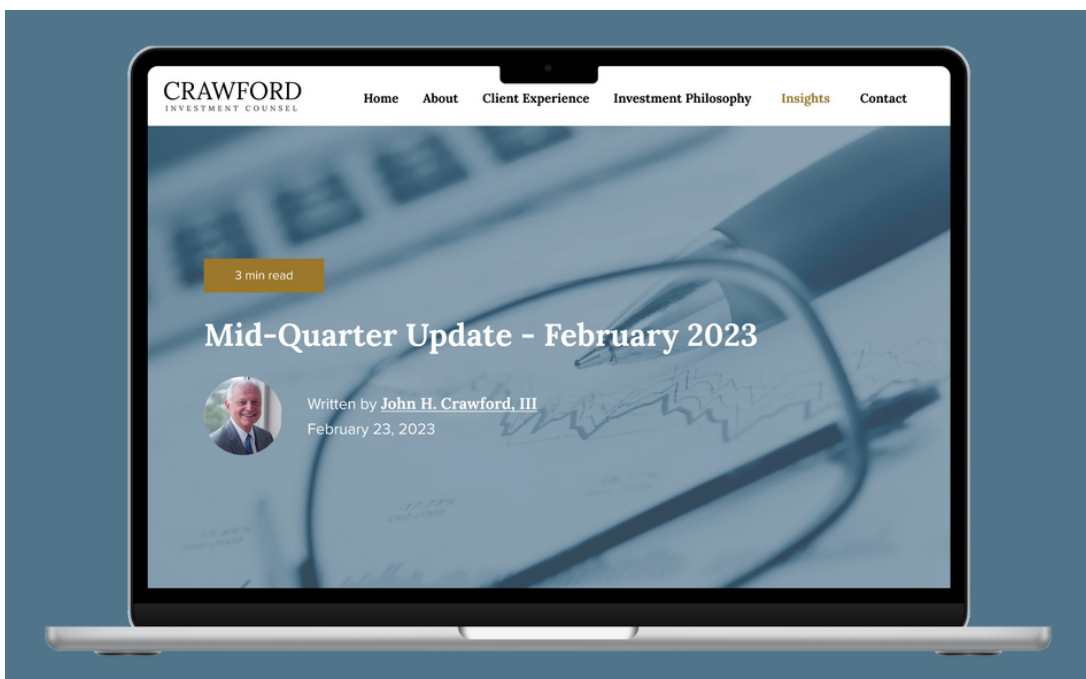 CRAWFORD
INVESTMENT COUNSEL
Home About Client Experience Investment Philosophy Insights Contact
3 min read
Mid-Quarter Update - February 2023
Written by John H. Crawford, III
February 23, 2023